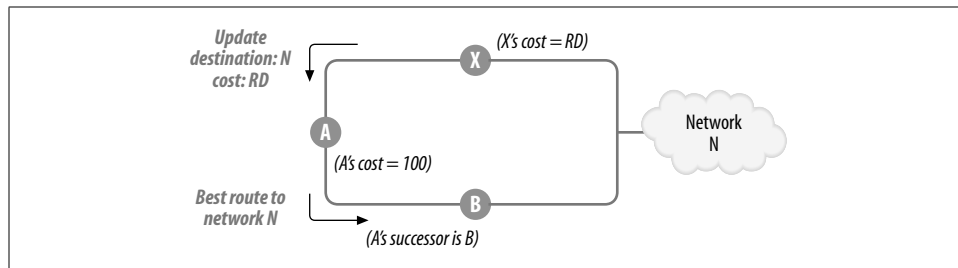 Update
destination: N
cost: RD
X
(X's cost = RD)
A
(A's cost = 100)
Network
N
Best route to
network N
B
(A's successor is B)